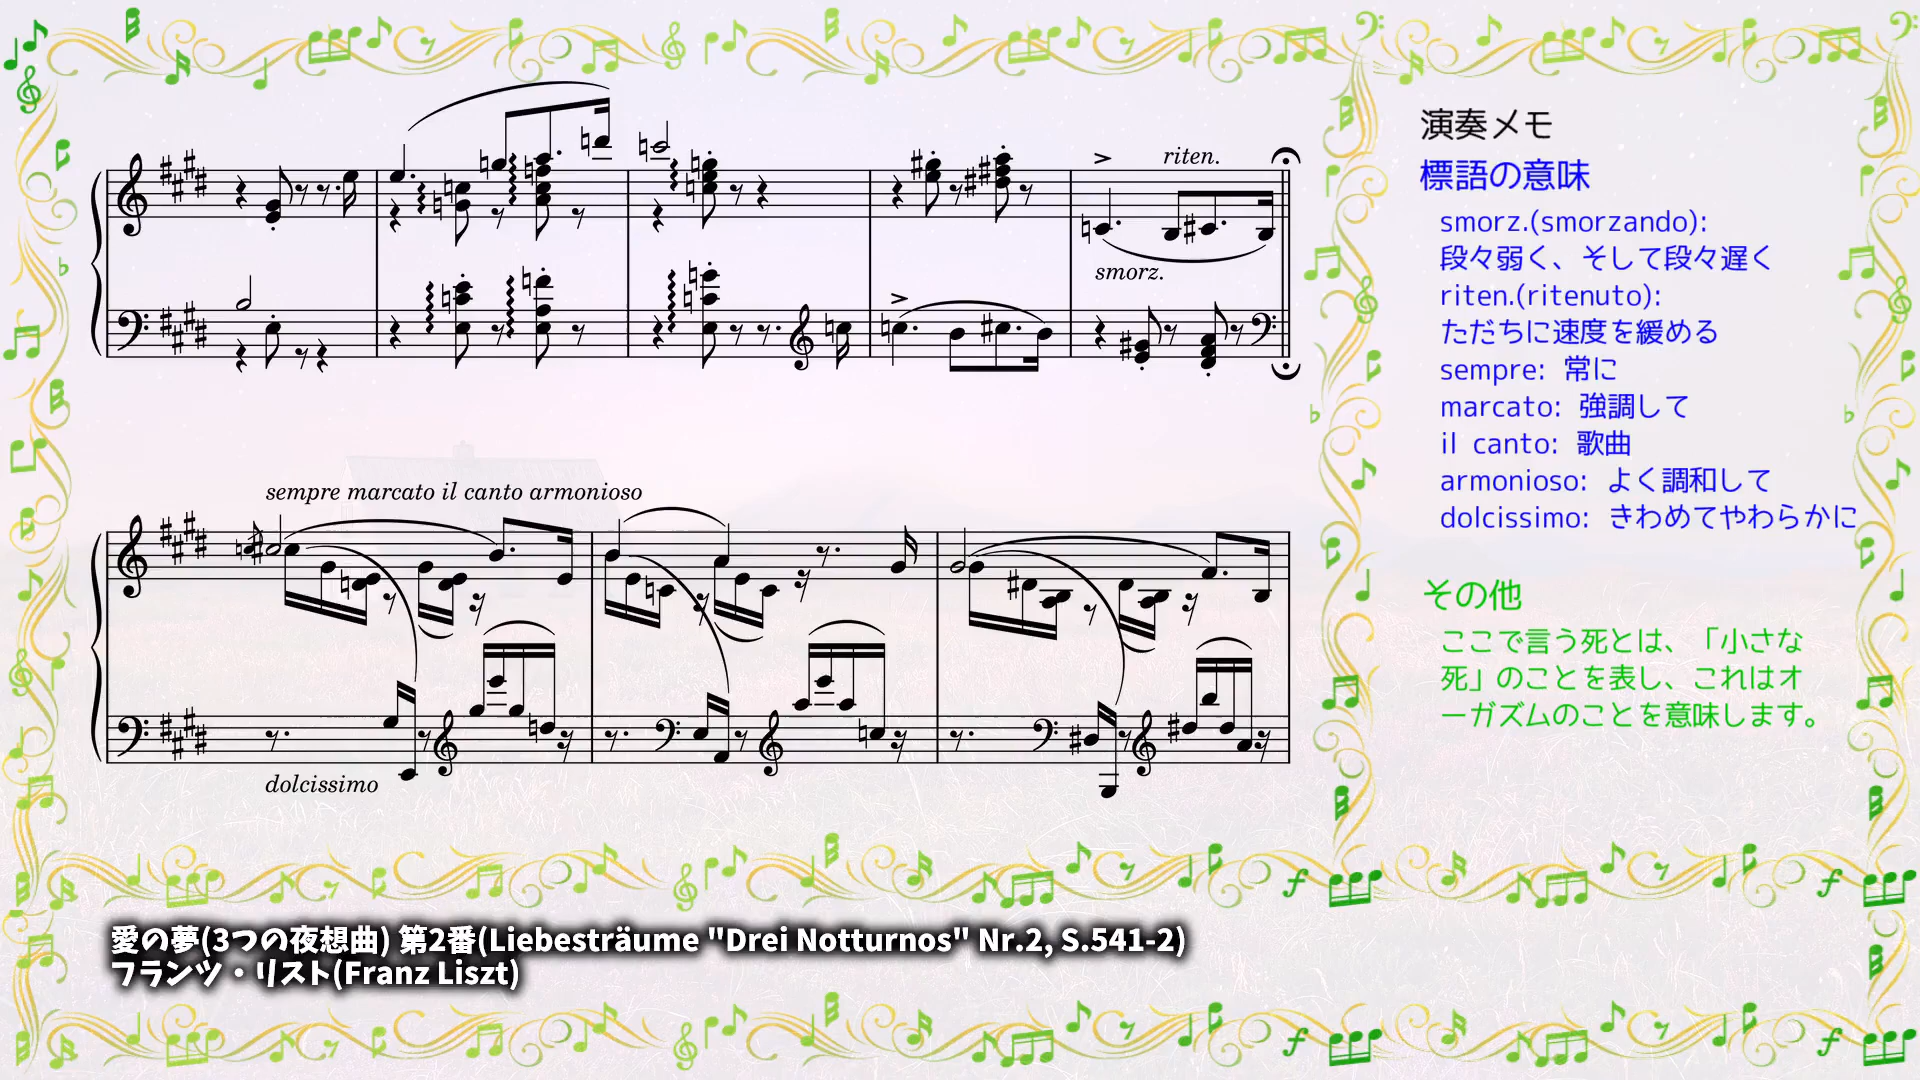 riten.
smorz.
sempre marcato il canto armonioso
dolcissimo
演奏メモ
標語の意味
smorz.(smorzando):
段々弱く、そして段々遅く
riten.(ritenuto):
ただちに速度を緩める
sempre: 常に
marcato: 強調して
il canto: 歌曲
armonioso: よく調和して
dolcissimo: きわめてやわらかに
その他
ここで言う死とは、「小さな
死」のことを表し、これはオ
ーガズムのことを意味します。
愛の夢(3つの夜想曲) 第2番(Liebesträume "Drei Notturnos" Nr.2, S.541-2)
フランツ・リスト(Franz Liszt)